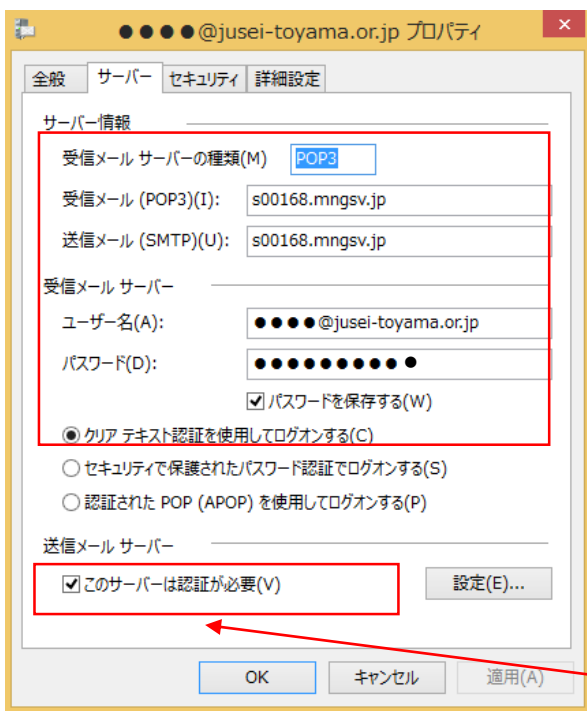 ●●●●@jusei-toyama.or.jp プロパティ
全般 サーバー セキュリティ 詳細設定
サーバー情報
受信メール サーバーの種類(M) POP3
受信メール (POP3)(I): s00168.mngsv.jp
送信メール (SMTP)(U): s00168.mngsv.jp
受信メール サーバー
ユーザー名(A): ●●●●@jusei-toyama.or.jp
パスワード(D): ●●●●●●●●●●
パスワードを保存する(W)
クリア テキスト認証を使用してログオンする(C)
セキュリティで保護されたパスワード認証でログオンする(S)
認証された POP (APOP) を使用してログオンする(P)
送信メール サーバー
このサーバーは認証が必要(V) 設定(E)...
OK キャンセル 適用(A)